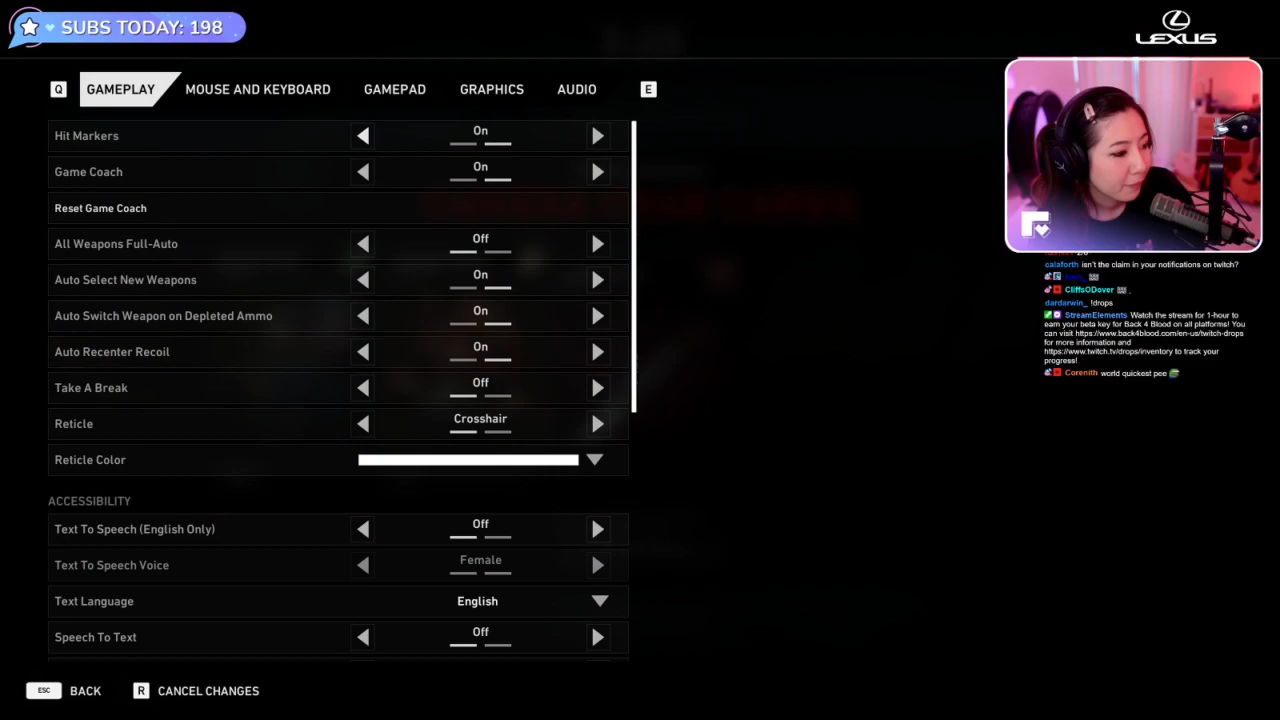 SUBS TODAY: 198
LEXUS
Q GAMEPLAY MOUSE AND KEYBOARD GAMEPAD GRAPHICS AUDIO E
Hit Markers On
Game Coach On
Reset Game Coach
All Weapons Full-Auto Off
Auto Select New Weapons On
Auto Switch Weapon on Depleted Ammo On
Auto Recenter Recoil On
Take A Break Off
Reticle Crosshair
Reticle Color
ACCESSIBILITY
Text To Speech (English Only) Off
Text To Speech Voice Female
Text Language English
Speech To Text Off
ESC BACK R CANCEL CHANGES
calaforth isn't the claim in your notifications on twitch?
CliffsODover
dardarwin_ !drops
StreamElements Watch the stream for 1-hour to
earn your beta key for Back 4 Blood on all platforms! You
can visit https://www.back4blood.com/en-us/twitch-drops
for more information and
https://www.twitch.tv/drops/inventory to track your
progress!
Corenith world quickest pee